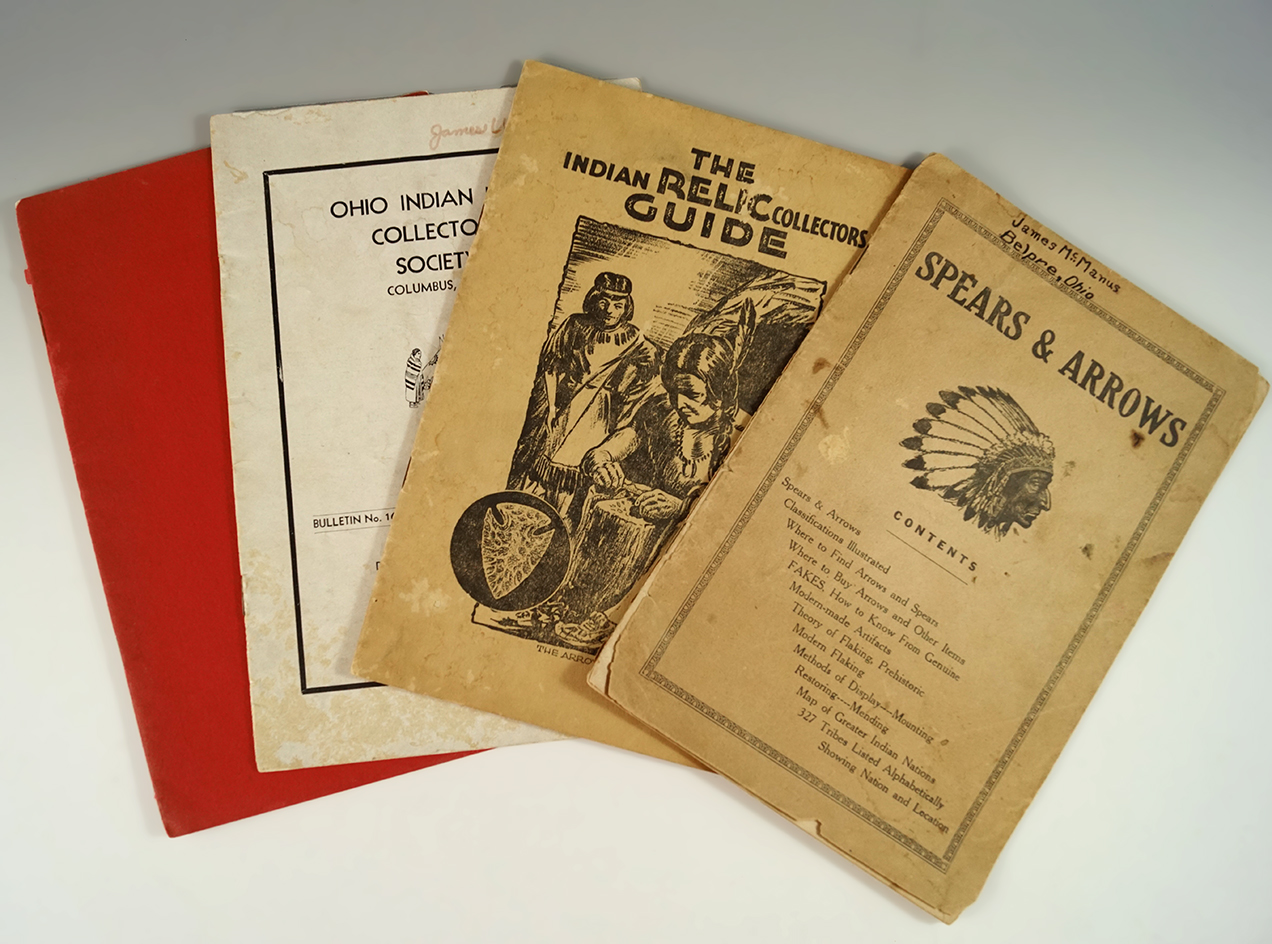 James
OHIO INDIAN
COLLECTO
SOCIETY
COLUMBUS,
BULLETIN No. 16
THE
INDIAN RELIC COLLECTORS
GUIDE
THE ARRO
James McManus
Belpre, Ohio
SPEARS & ARROWS
CONTENTS
Spears & Arrows
Classifications Illustrated
Where to Find Arrows and Spears
Where to Buy Arrows and Other Items
FAKES. How to Know From Genuine
Modern-made Artifacts
Theory of Flaking, Prehistoric
Modern Flaking
Methods of Display---Mounting
Restoring----Mending
Map of Greater Indian Nations
327 Tribes Listed Alphabetically
Showing Nation and Location